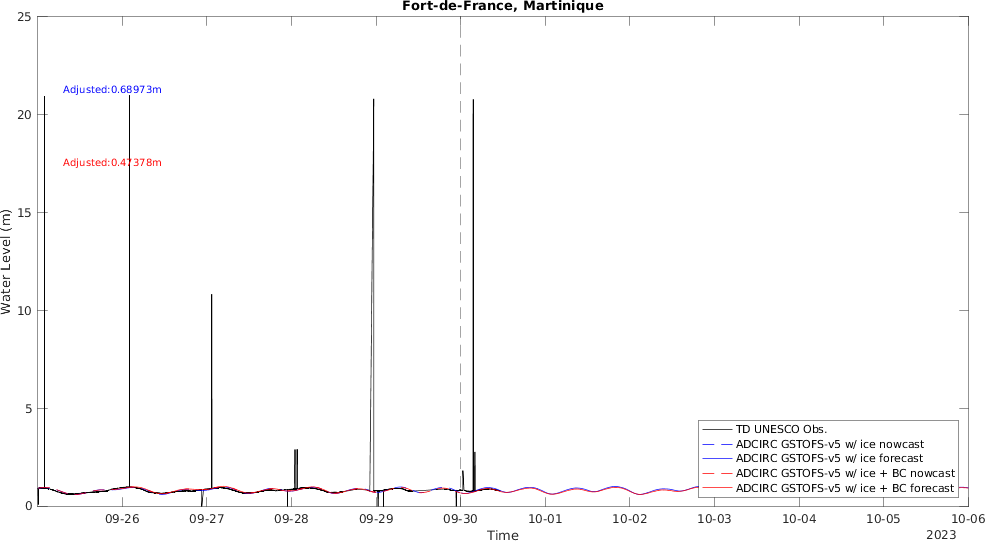 Fort-de-France, Martinique
25
20
15
10
5
0
Water Level (m)
Adjusted:0.68973m
Adjusted:0.47378m
TD UNESCO Obs.
ADCIRC GSTOFS-v5 w/ ice nowcast
ADCIRC GSTOFS-v5 w/ ice forecast
ADCIRC GSTOFS-v5 w/ ice + BC nowcast
ADCIRC GSTOFS-v5 w/ ice + BC forecast
09-26 09-27 09-28 09-29 09-30 10-01 10-02 10-03 10-04 10-05 10-06
Time
2023